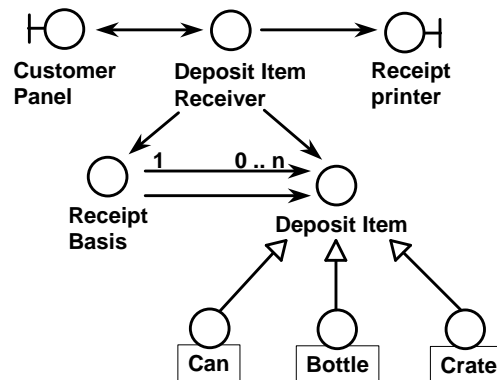 Customer
Panel
Deposit Item
Receiver
Receipt
printer
1
0 .. n
Receipt
Basis
Deposit Item
Can
Bottle
Crate